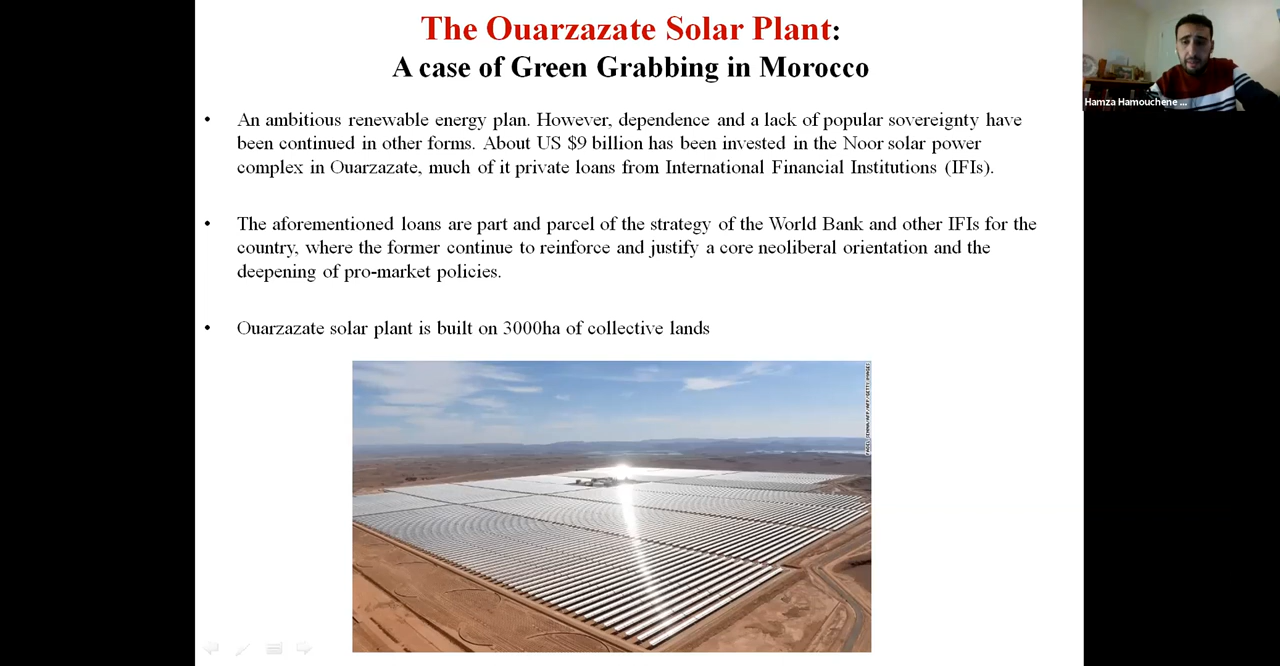 The Ouarzazate Solar Plant:
A case of Green Grabbing in Morocco
• An ambitious renewable energy plan. However, dependence and a lack of popular sovereignty have
been continued in other forms. About US $9 billion has been invested in the Noor solar power
complex in Ouarzazate, much of it private loans from International Financial Institutions (IFIs).
• The aforementioned loans are part and parcel of the strategy of the World Bank and other IFIs for the
country, where the former continue to reinforce and justify a core neoliberal orientation and the
deepening of pro-market policies.
• Ouarzazate solar plant is built on 3000ha of collective lands
Hamza Hamouchene ...